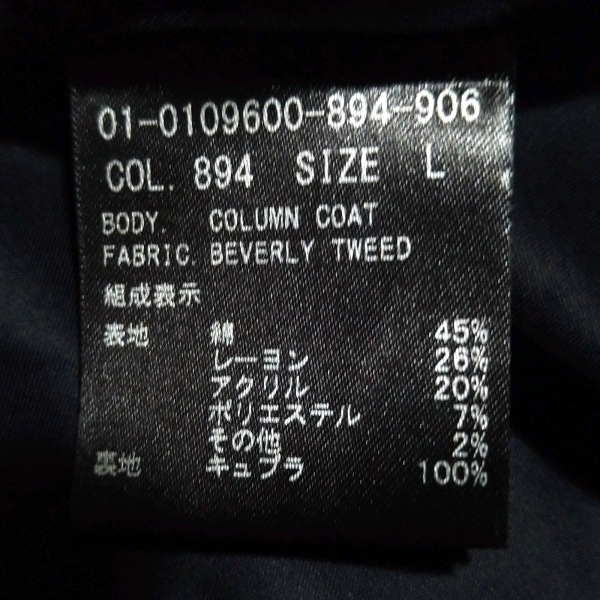 01-0109600-894-906
COL. 894 SIZE L
BODY. COLUMN COAT
FABRIC. BEVERLY TWEED
組成表示
表地 綿 45%
レーヨン 26%
アクリル 20%
ポリエステル 7%
その他 2%
裏地 キュプラ 100%